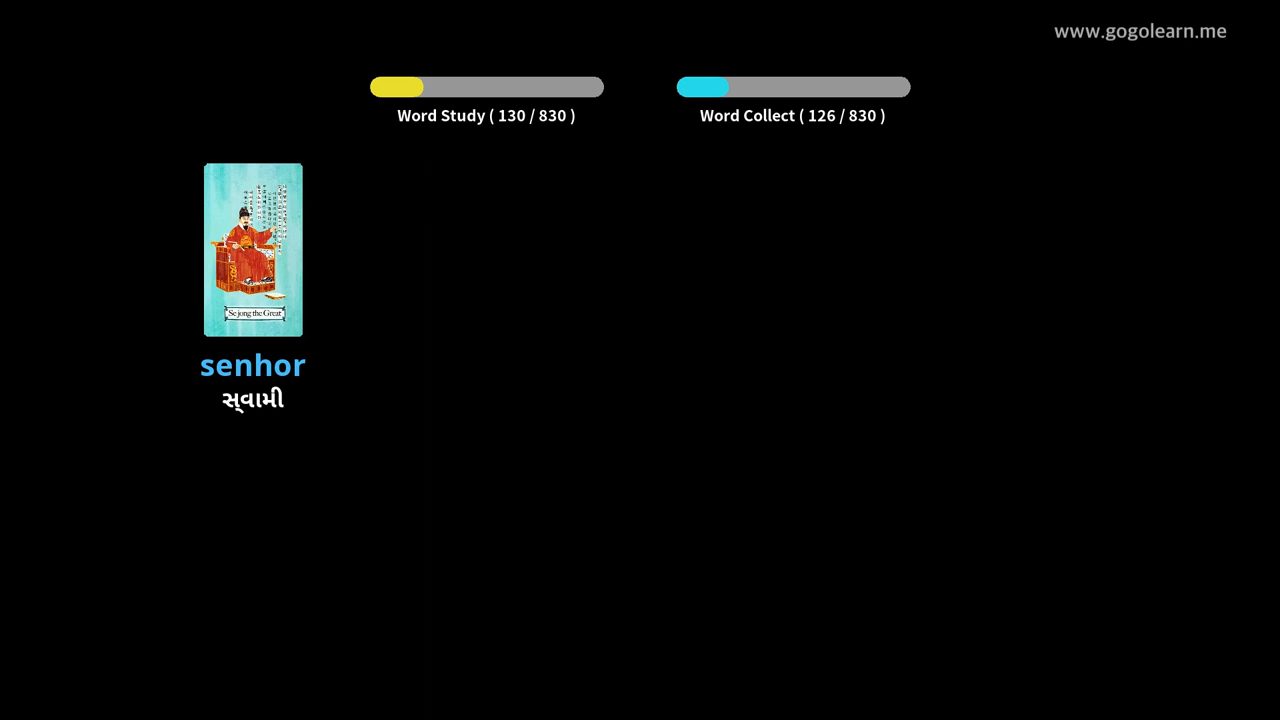 www.gogolearn.me
Word Study ( 130 / 830 )
Word Collect ( 126 / 830 )
Sejong the Great
senhor
સ્વામી